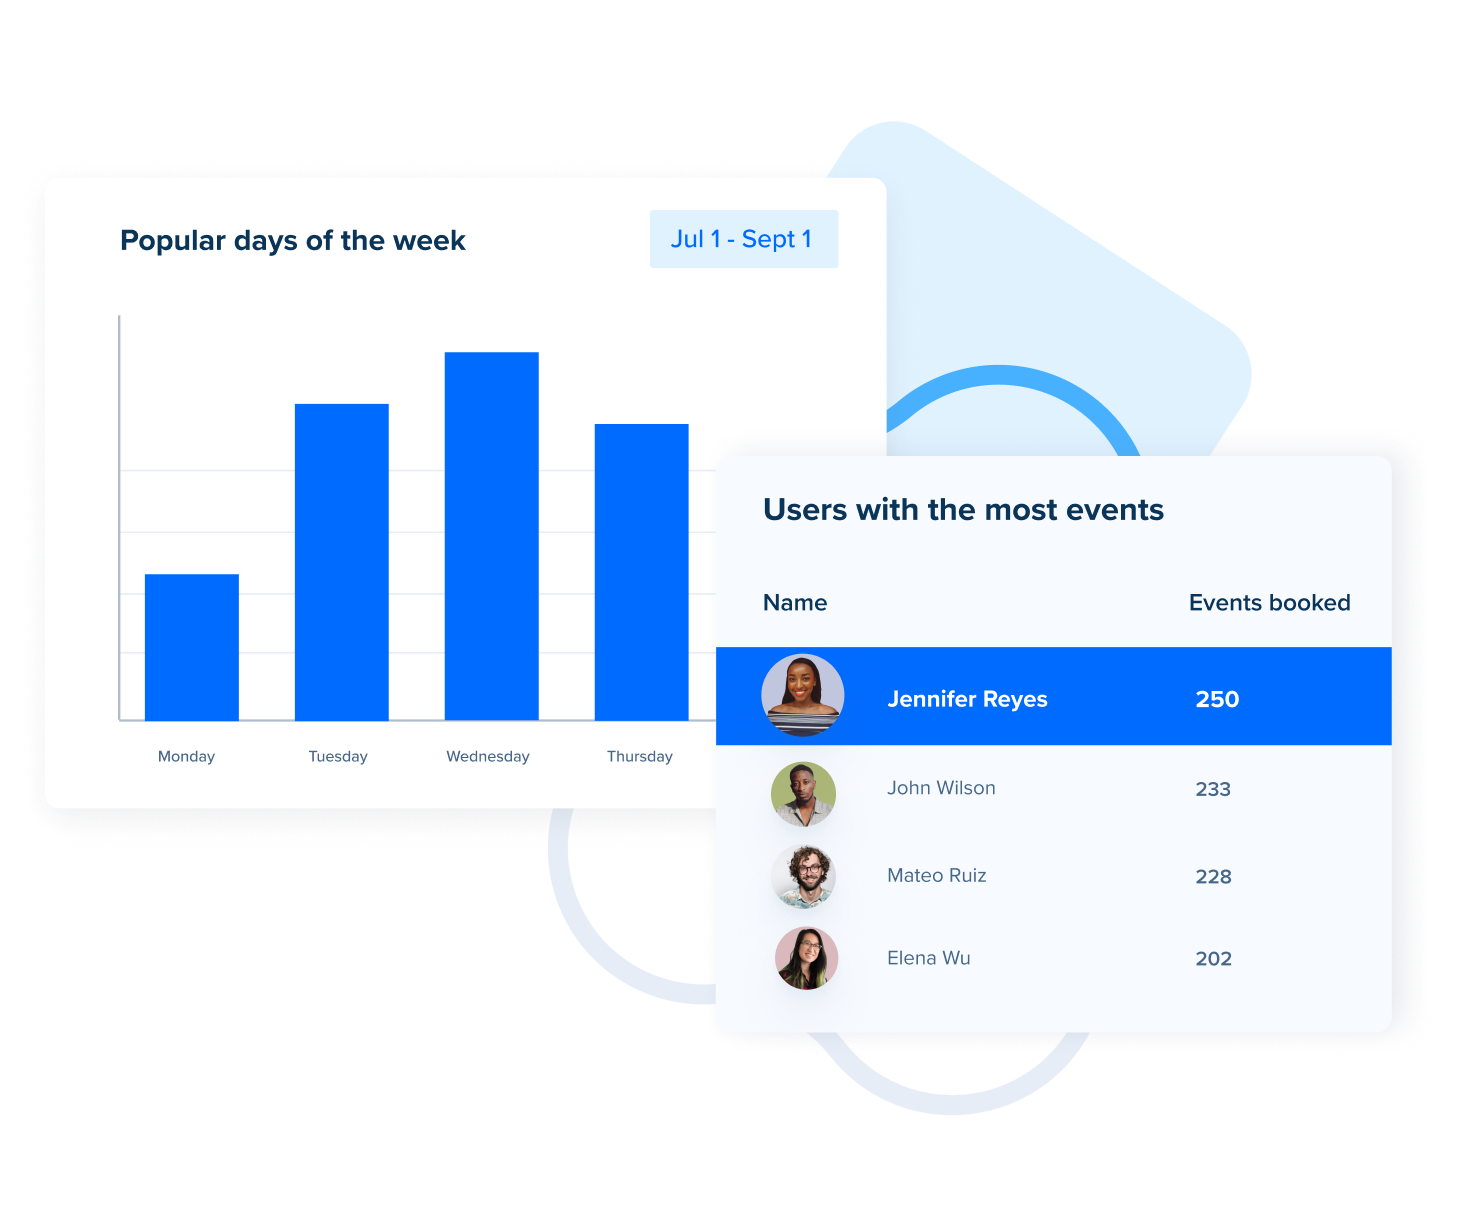 Popular days of the week
Jul 1 - Sept 1
Monday
Tuesday
Wednesday
Thursday
Users with the most events
Name
Events booked
Jennifer Reyes
250
John Wilson
233
Mateo Ruiz
228
Elena Wu
202